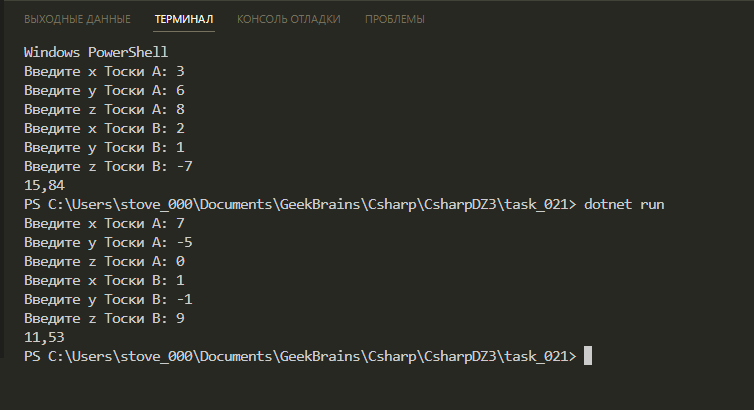 ВЫХОДНЫЕ ДАННЫЕ ТЕРМИНАЛ КОНСОЛЬ ОТЛАДКИ ПРОБЛЕМЫ
Windows PowerShell
Введите x Тоски A: 3
Введите y Тоски A: 6
Введите z Тоски A: 8
Введите x Тоски B: 2
Введите y Тоски B: 1
Введите z Тоски B: -7
15,84
PS C:\Users\stove_000\Documents\GeekBrains\Csharp\CsharpDZ3\task_021> dotnet run
Введите x Тоски A: 7
Введите y Тоски A: -5
Введите z Тоски A: 0
Введите x Тоски B: 1
Введите y Тоски B: -1
Введите z Тоски B: 9
11,53
PS C:\Users\stove_000\Documents\GeekBrains\Csharp\CsharpDZ3\task_021>